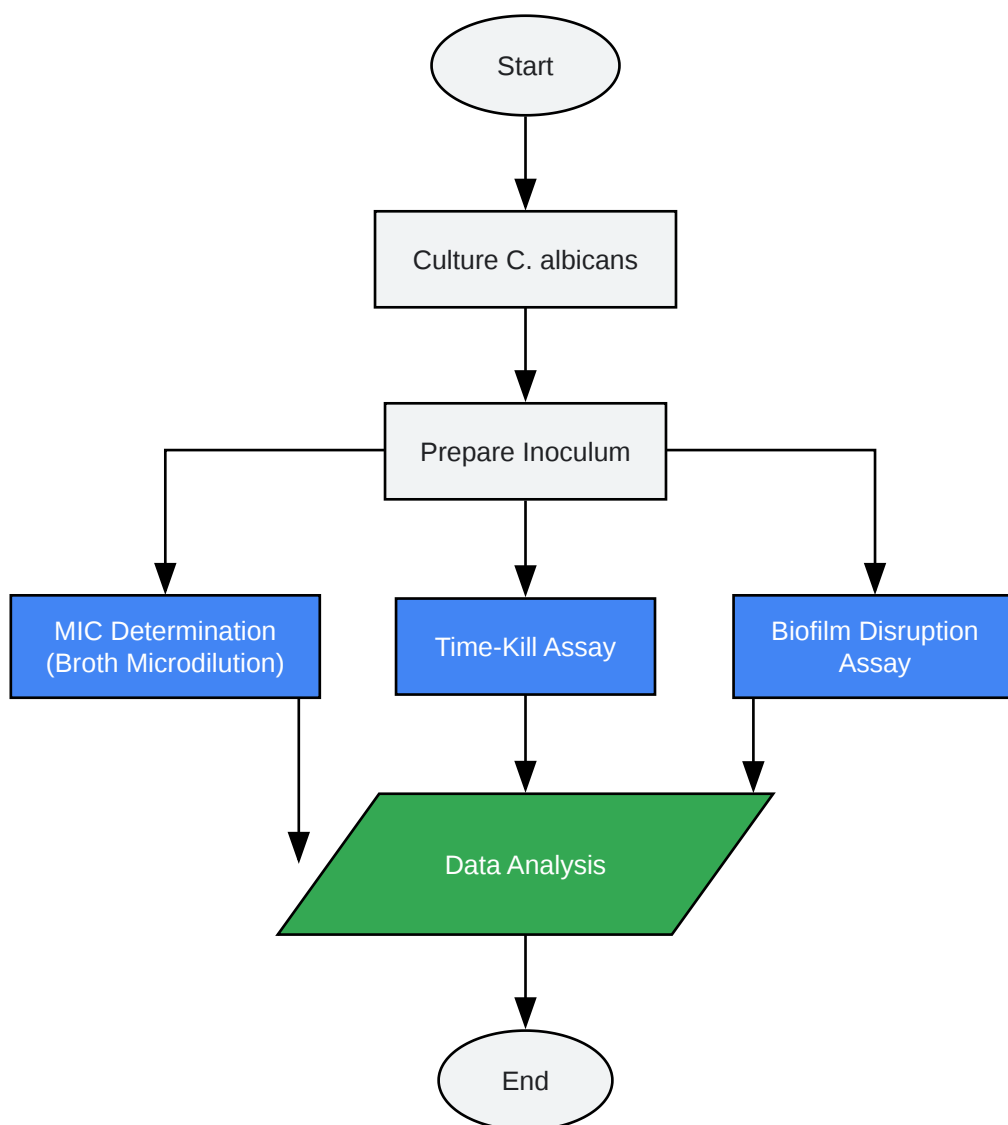 Start
Culture C. albicans
Prepare Inoculum
MIC Determination
(Broth Microdilution)
Time-Kill Assay
Biofilm Disruption
Assay
Data Analysis
End